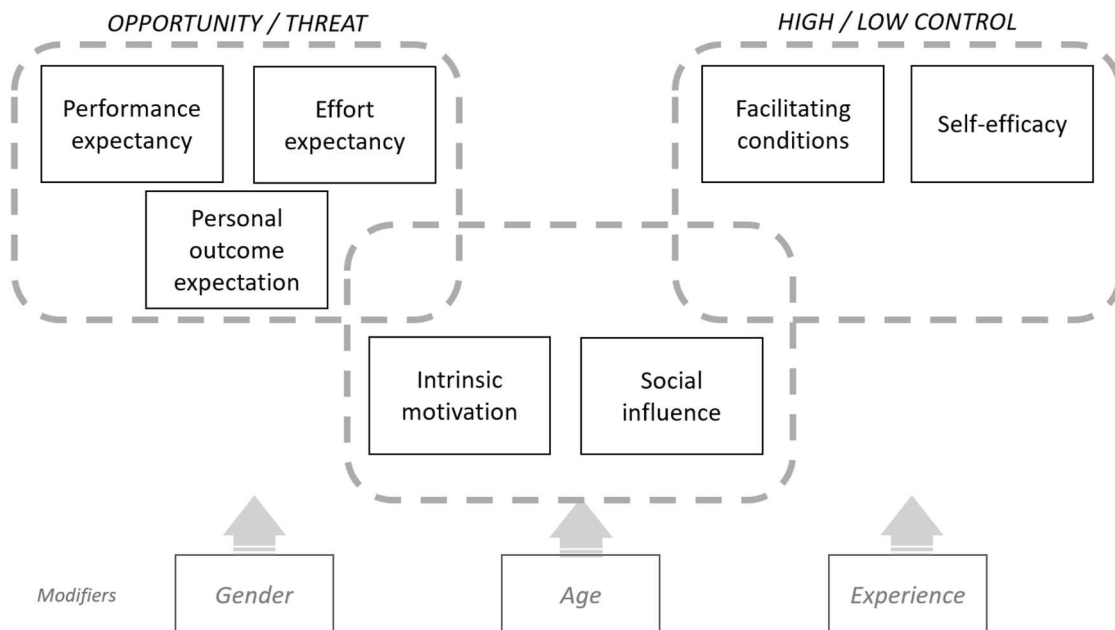 OPPORTUNITY / THREAT
HIGH / LOW CONTROL
Performance
expectancy
Effort
expectancy
Personal
outcome
expectation
Facilitating
conditions
Self-efficacy
Intrinsic
motivation
Social
influence
Modifiers
Gender
Age
Experience